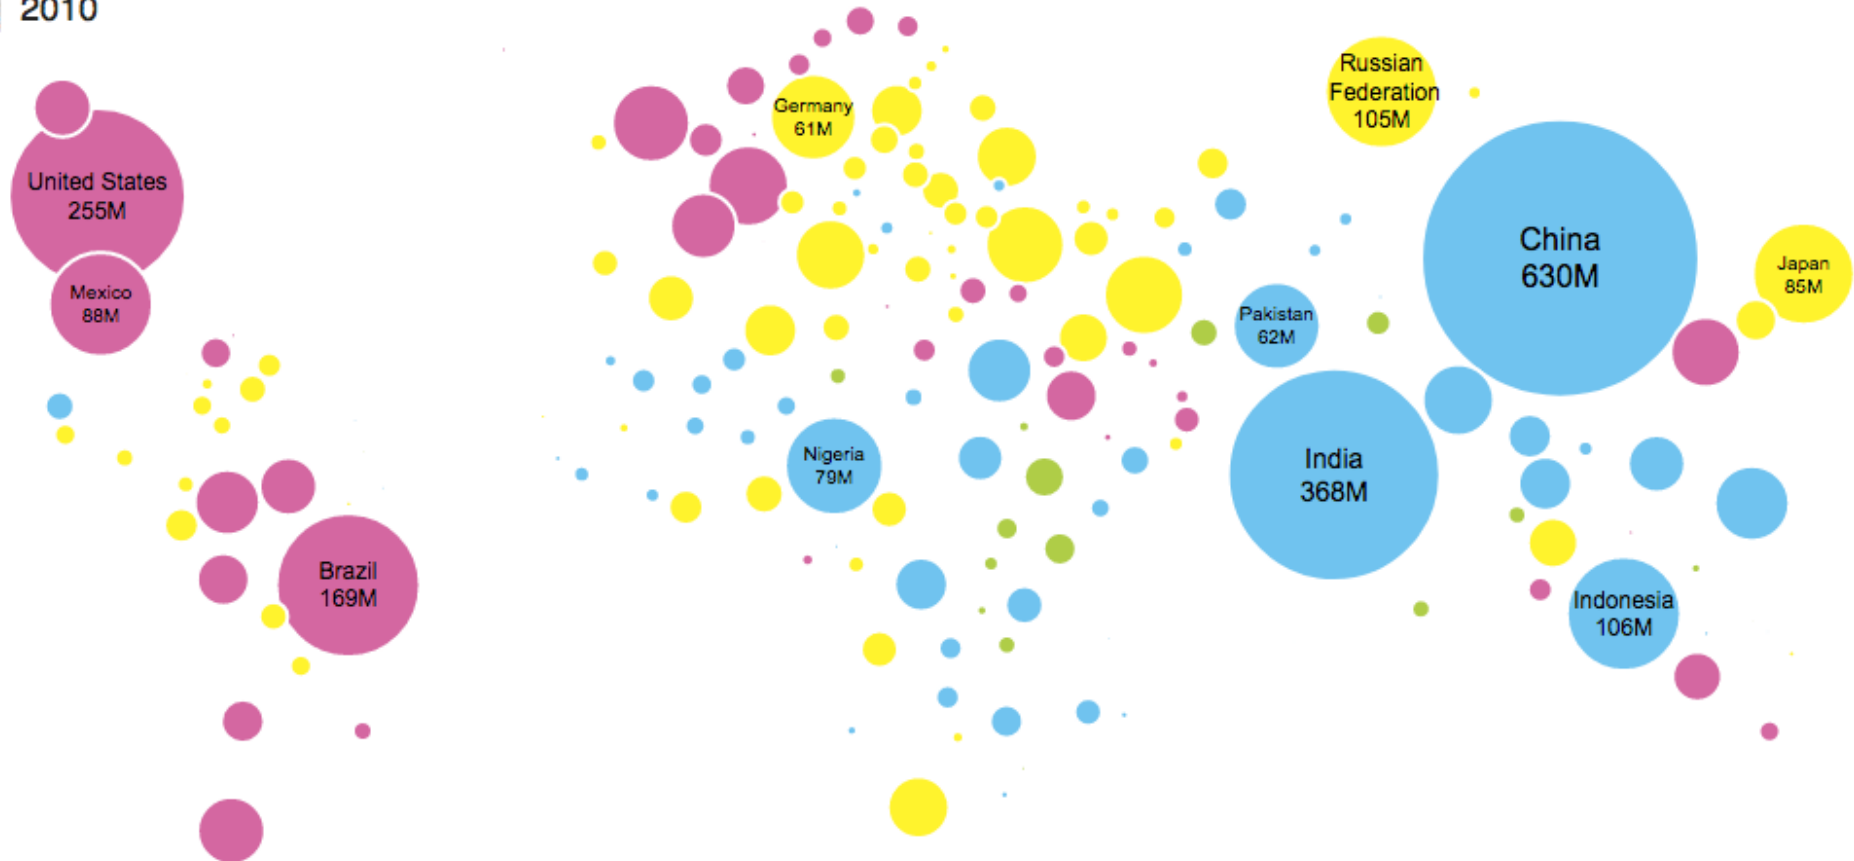 2010
Russian
Federation
105M
Germany
61M
United States
255M
China
630M
Japan
85M
Mexico
88M
Pakistan
62M
Nigeria
79M
India
368M
Brazil
169M
Indonesia
106M